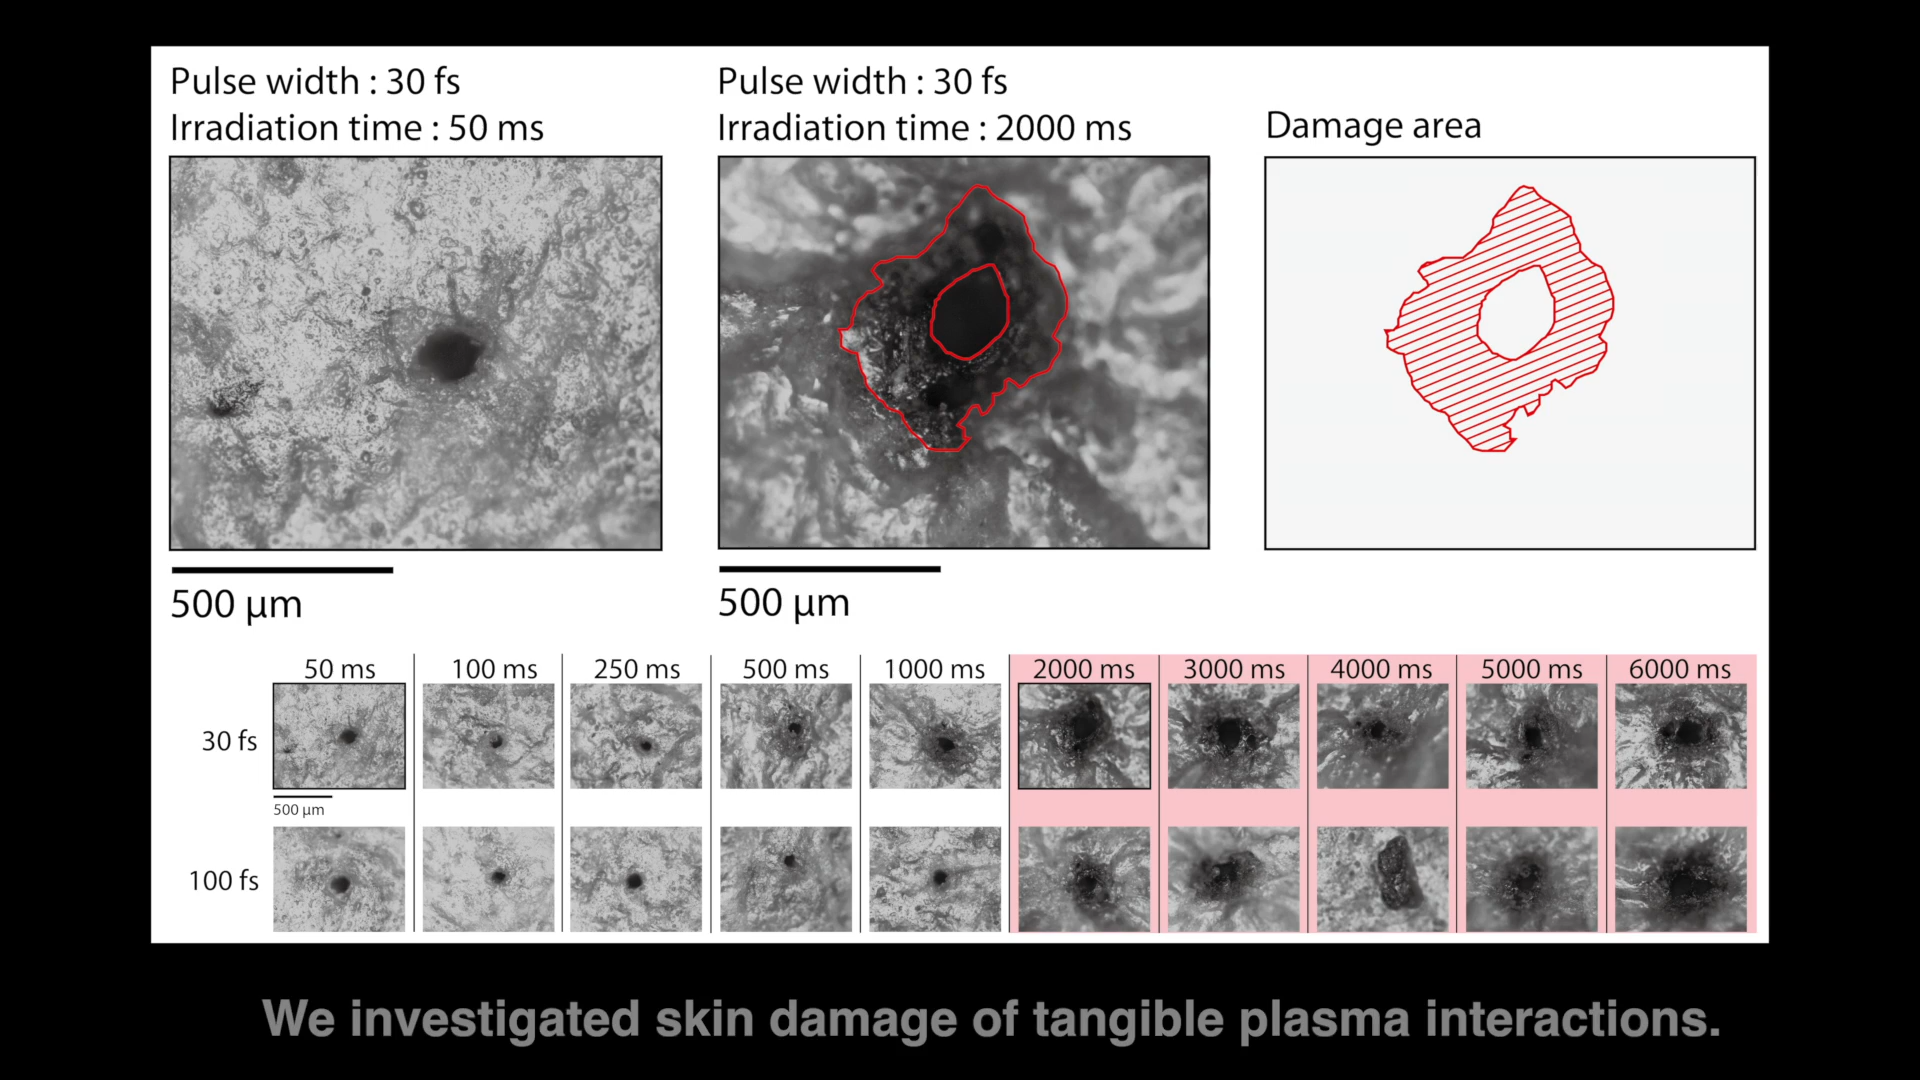 Pulse width : 30 fs
Irradiation time : 50 ms
Pulse width : 30 fs
Irradiation time : 2000 ms
Damage area
500 µm
500 µm
50 ms 100 ms 250 ms 500 ms 1000 ms 2000 ms 3000 ms 4000 ms 5000 ms 6000 ms
30 fs
500 µm
100 fs
We investigated skin damage of tangible plasma interactions.